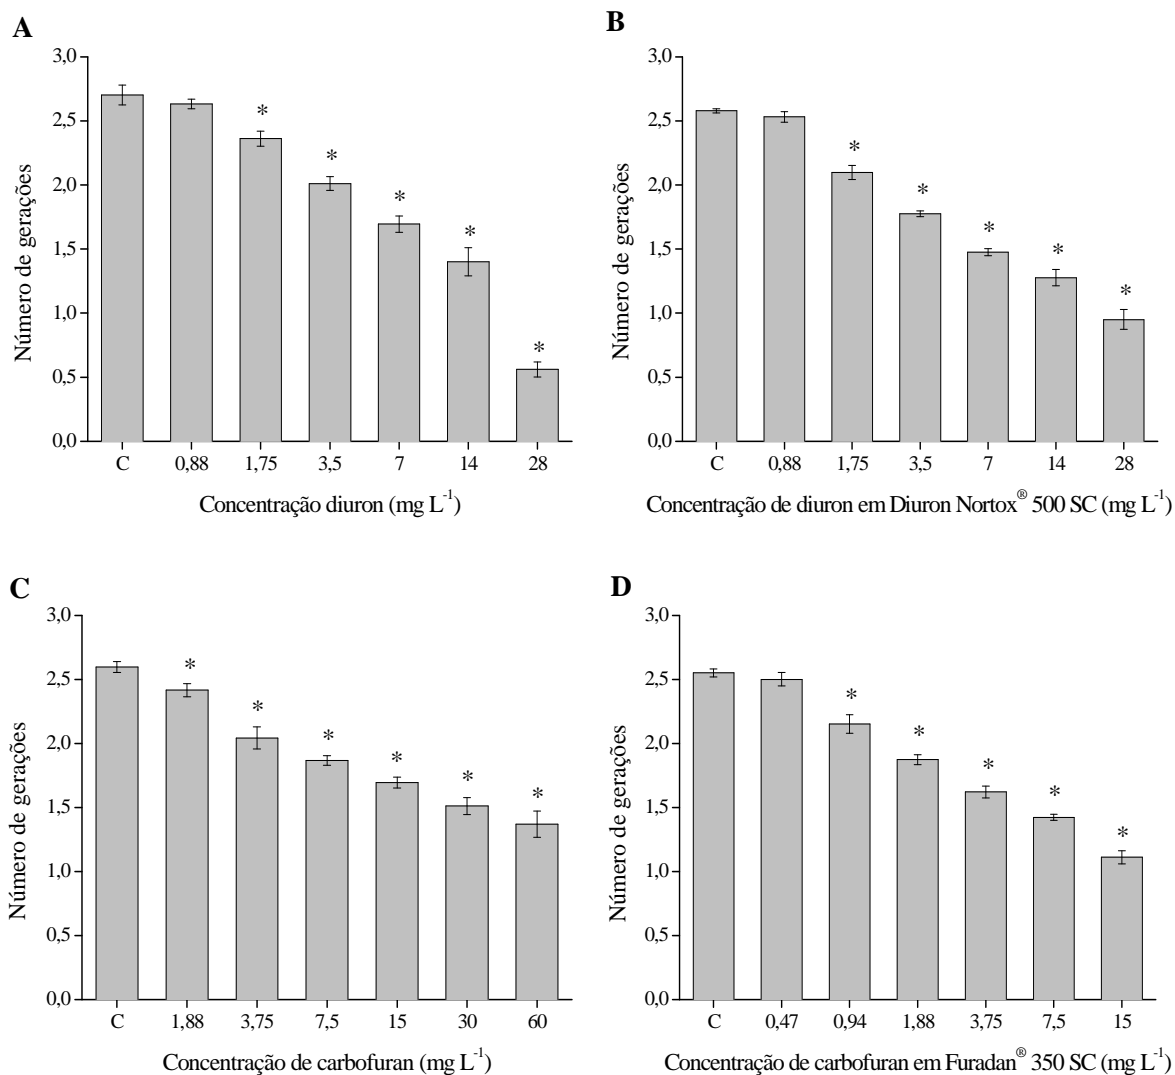 A
Número de gerações
3,0
2,5
2,0
1,5
1,0
0,5
0,0
* * * * *
C 0,88 1,75 3,5 7 14 28
Concentração diuron (mg L-1)
B
Número de gerações
3,0
2,5
2,0
1,5
1,0
0,5
0,0
* * * * *
C 0,88 1,75 3,5 7 14 28
Concentração de diuron em Diuron Nortox® 500 SC (mg L-1)
C
Número de gerações
3,0
2,5
2,0
1,5
1,0
0,5
0,0
* * * * * *
C 1,88 3,75 7,5 15 30 60
Concentração de carbofuran (mg L-1)
D
Número de gerações
3,0
2,5
2,0
1,5
1,0
0,5
0,0
* * * * *
C 0,47 0,94 1,88 3,75 7,5 15
Concentração de carbofuran em Furadan® 350 SC (mg L-1)